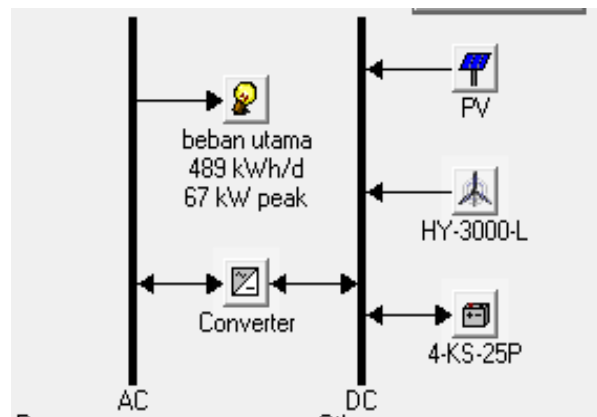 PV
beban utama
489 kWh/d
67 kW peak
HY-3000-L
Converter
4-KS-25P
AC
DC